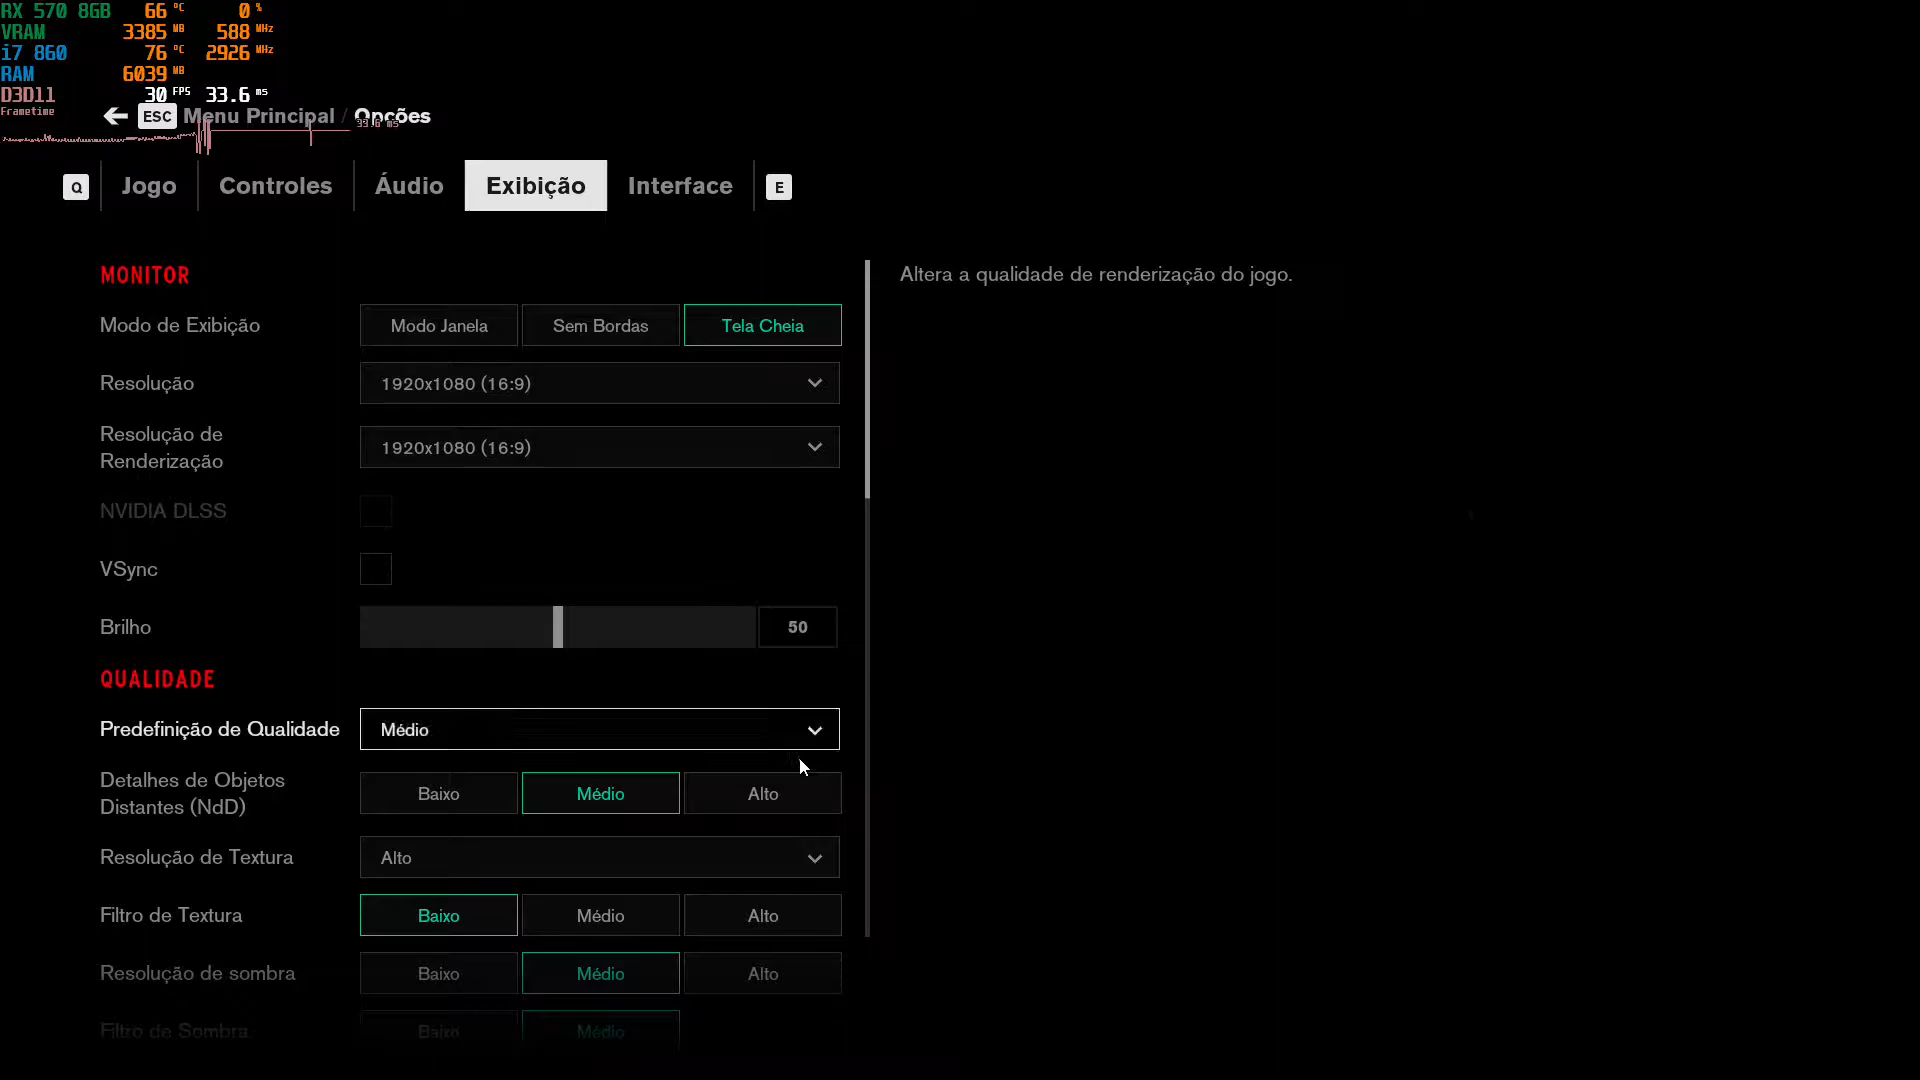 RX 570 8GB 66 °C 0 %
VRAM 3385 MB 588 MHz
i7 860 76 °C 2926 MHz
RAM 6039 MB
D3D11 30 FPS 33.6 ms
Frametime
33.6 ms
ESC Menu Principal / Opções
Q Jogo Controles Áudio Exibição Interface E
MONITOR
Altera a qualidade de renderização do jogo.
Modo de Exibição Modo Janela Sem Bordas Tela Cheia
Resolução 1920x1080 (16:9)
Resolução de
Renderização 1920x1080 (16:9)
NVIDIA DLSS
VSync
Brilho 50
QUALIDADE
Predefinição de Qualidade Médio
Detalhes de Objetos
Distantes (NdD) Baixo Médio Alto
Resolução de Textura Alto
Filtro de Textura Baixo Médio Alto
Resolução de sombra Baixo Médio Alto
Filtro de Sombra Baixo Médio